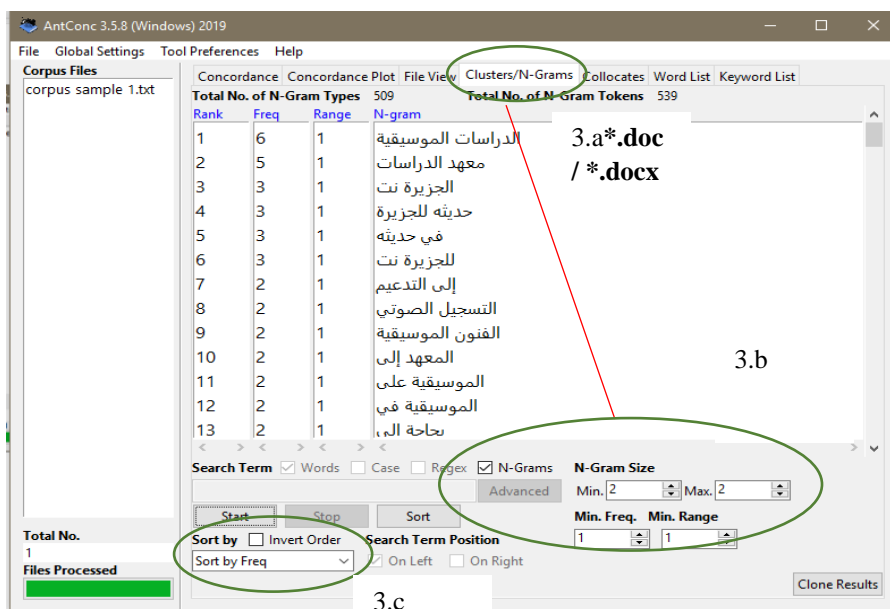 AntConc 3.5.8 (Windows) 2019
File Global Settings Tool Preferences Help
Corpus Files
corpus sample 1.txt
Concordance Concordance Plot File View Clusters/N-Grams Collocates Word List Keyword List
Total No. of N-Gram Types 509 Total No. of N-Gram Tokens 539
Rank Freq Range N-gram
1 6 1 الدراسات الموسيقية
2 5 1 معهد الدراسات
3 3 1 الجزيرة نت
4 3 1 حديثه للجزيرة
5 3 1 في حديثه
6 3 1 للجزيرة نت
7 2 1 إلى التدعيم
8 2 1 التسجيل الصوتي
9 2 1 الفنون الموسيقية
10 2 1 المعهد إلى
11 2 1 الموسيقية على
12 2 1 الموسيقية في
13 2 1 بحاجة إلى
3.a*.doc
/ *.docx
3.b
Search Term Words Case Regex N-Grams N-Gram Size
Advanced Min. 2 Max. 2
Start Stop Sort Min. Freq. Min. Range
Sort by Invert Order Search Term Position 1 1
Sort by Freq On Left On Right
Total No.
1
Files Processed
Clone Results
3.c